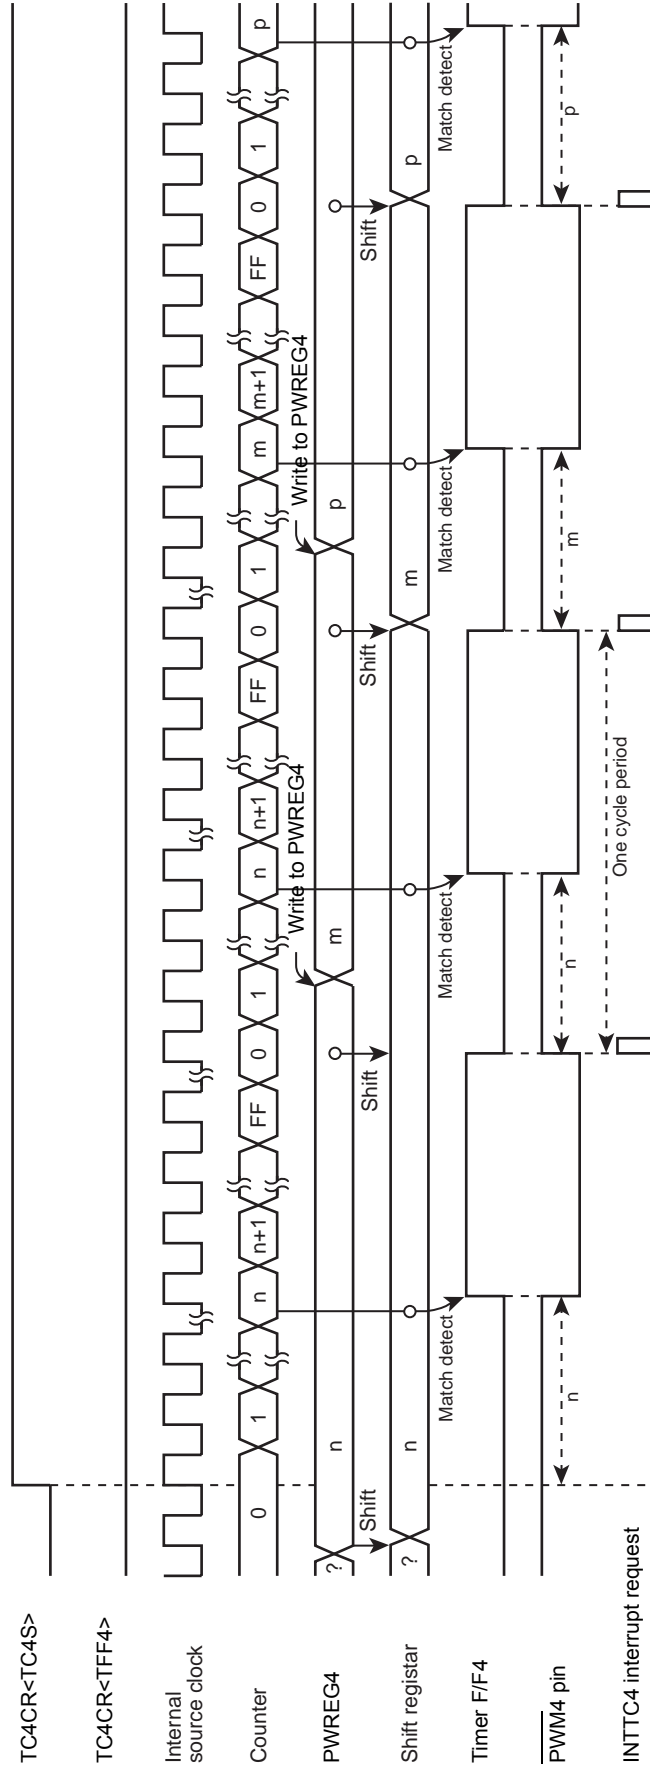 TC4CR<TC4S>
TC4CR<TFF4>
Internal
source clock
Counter 0 1 n n+1 FF 0 1 n n+1 FF 0 1 m m+1 FF 0 1 p
Write to PWREG4 Write to PWREG4
PWREG4 ? n m p
Shift Shift Shift Shift
Shift registar ? n m p
Match detect Match detect Match detect Match detect
Timer F/F4
PWM4 pin
n n m p
One cycle period
INTTC4 interrupt request